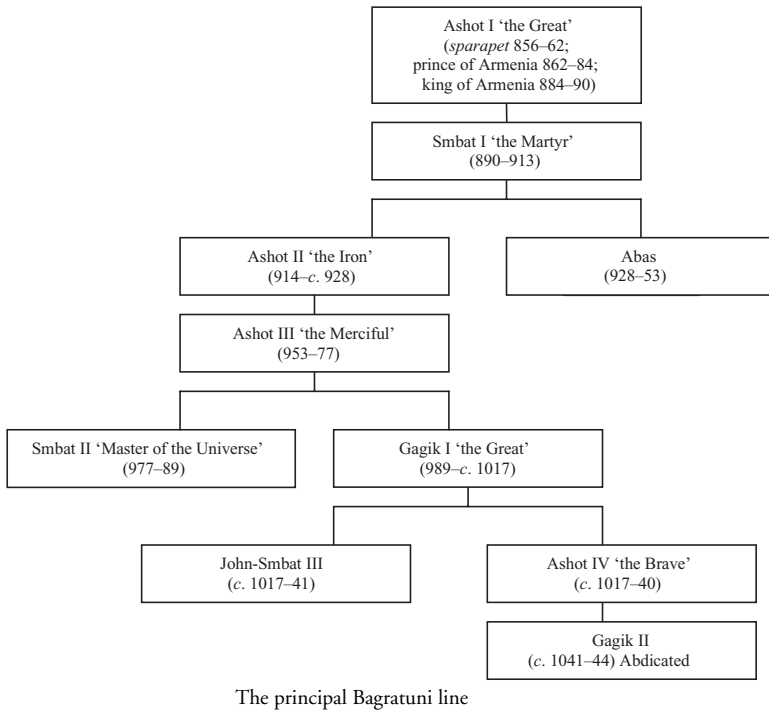 Ashot I ‘the Great’
(sparapet 856–62;
prince of Armenia 862–84;
king of Armenia 884–90)
Smbat I ‘the Martyr’
(890–913)
Ashot II ‘the Iron’
(914–c. 928)
Abas
(928–53)
Ashot III ‘the Merciful’
(953–77)
Smbat II ‘Master of the Universe’
(977–89)
Gagik I ‘the Great’
(989–c. 1017)
John-Smbat III
(c. 1017–41)
Ashot IV ‘the Brave’
(c. 1017–40)
Gagik II
(c. 1041–44) Abdicated
The principal Bagratuni line